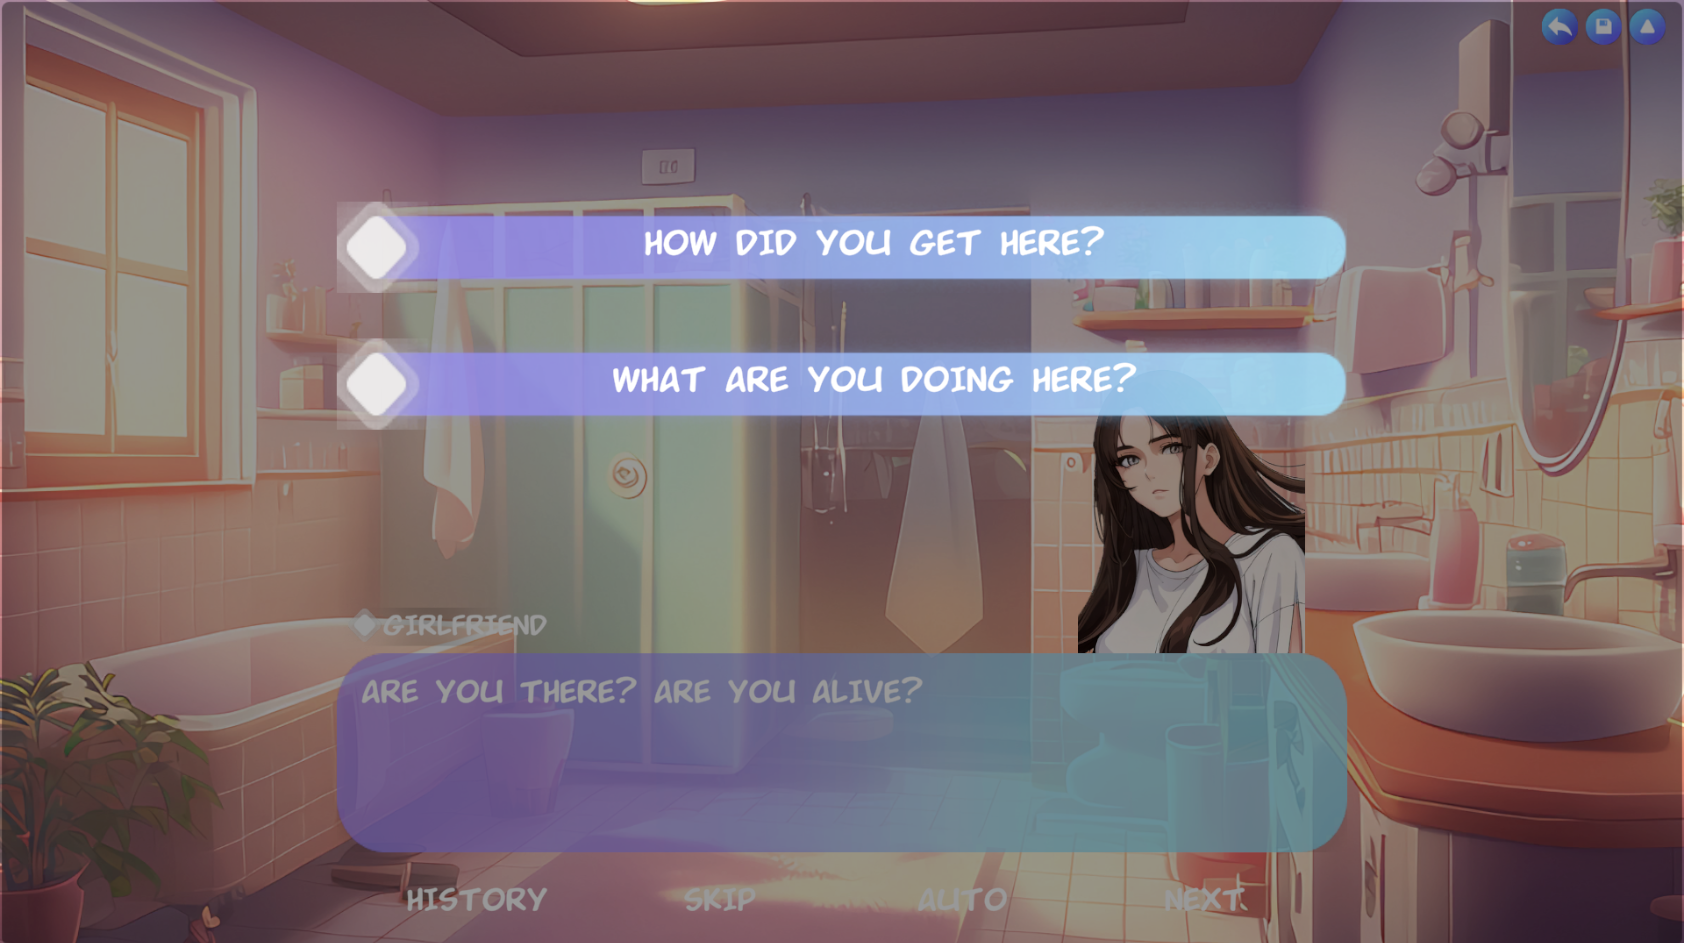 HOW DID YOU GET HERE?
WHAT ARE YOU DOING HERE?
GIRLFRIEND
ARE YOU THERE? ARE YOU ALIVE?
HISTORY SKIP AUTO NEXT